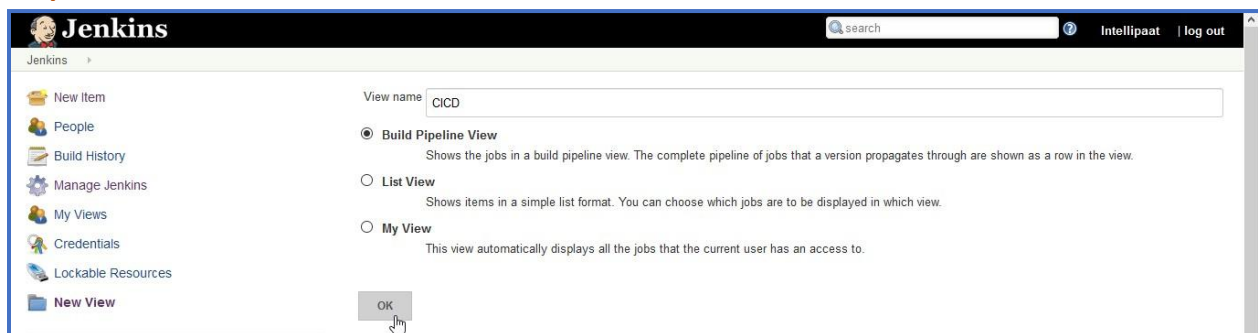 Jenkins
search
Intellipaat | log out
Jenkins
New Item
People
Build History
Manage Jenkins
My Views
Credentials
Lockable Resources
New View
View name CICD
Build Pipeline View
Shows the jobs in a build pipeline view. The complete pipeline of jobs that a version propagates through are shown as a row in the view.
List View
Shows items in a simple list format. You can choose which jobs are to be displayed in which view.
My View
This view automatically displays all the jobs that the current user has an access to.
OK